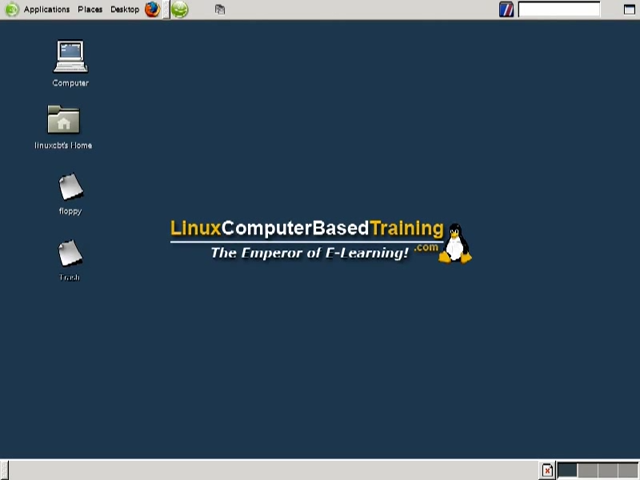 Applications Places Desktop
Computer
linuxcbt's Home
floppy
Trash
LinuxComputerBasedTraining
.com
The Emperor of E-Learning!